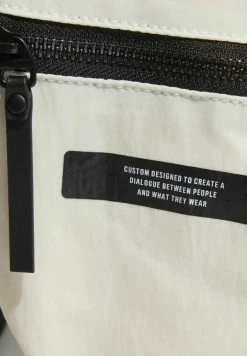 CUSTOM DESIGNED TO CREATE A
DIALOGUE BETWEEN PEOPLE
AND WHAT THEY WEAR